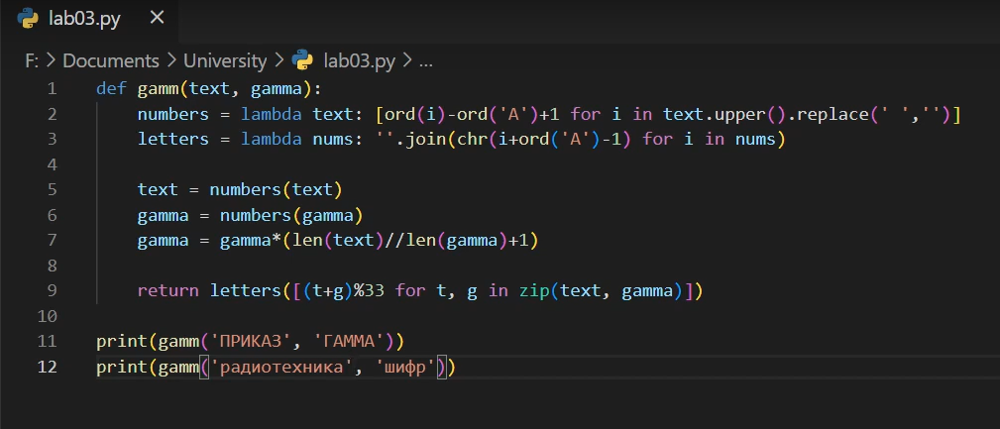 lab03.py ×
F: > Documents > University > lab03.py > ...
1 def gamm(text, gamma):
2     numbers = lambda text: [ord(i)-ord('А')+1 for i in text.upper().replace(' ','')]
3     letters = lambda nums: ''.join(chr(i+ord('А')-1) for i in nums)
4
5     text = numbers(text)
6     gamma = numbers(gamma)
7     gamma = gamma*(len(text)//len(gamma)+1)
8
9     return letters([(t+g)%33 for t, g in zip(text, gamma)])
10
11 print(gamm('ПРИКАЗ', 'ГАММА'))
12 print(gamm('радиотехника', 'шифр'))